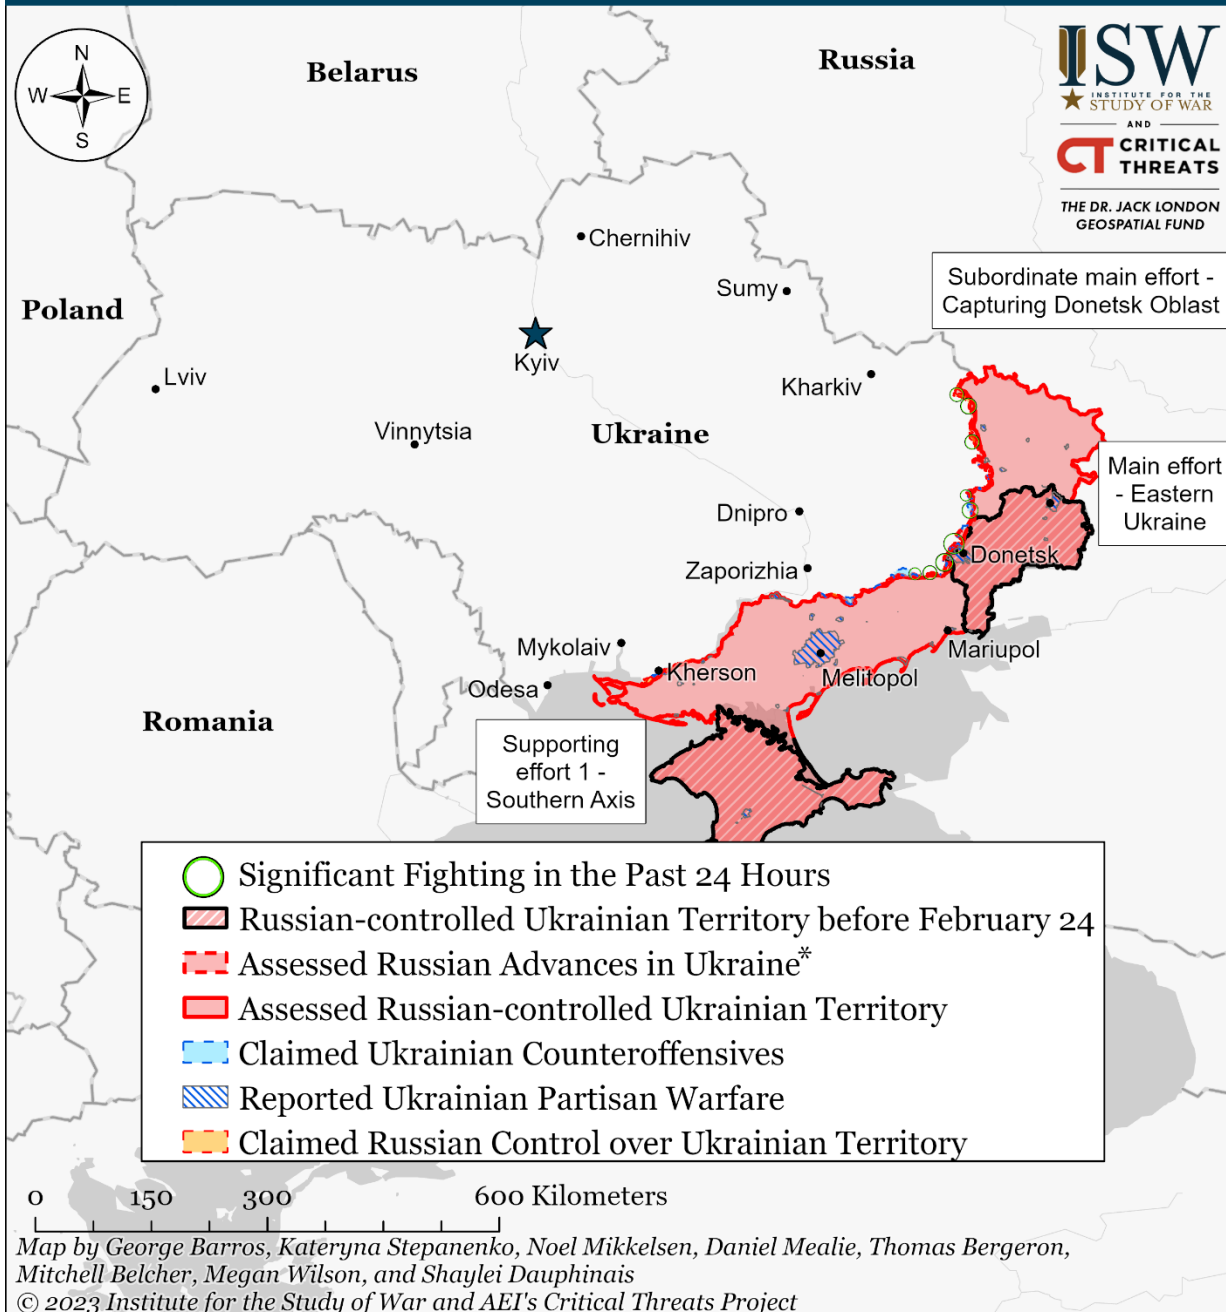 N
W E
S
Belarus
Russia
ISW
INSTITUTE FOR THE
STUDY OF WAR
AND
CT CRITICAL
THREATS
THE DR. JACK LONDON
GEOSPATIAL FUND
Chernihiv
Subordinate main effort -
Capturing Donetsk Oblast
Sumy
Poland
Kyiv
Lviv
Kharkiv
Vinnytsia
Ukraine
Main effort
- Eastern
Ukraine
Dnipro
Donetsk
Zaporizhia
Mykolaiv
Mariupol
Kherson
Melitopol
Odesa
Romania
Supporting
effort 1 -
Southern Axis
Significant Fighting in the Past 24 Hours
Russian-controlled Ukrainian Territory before February 24
Assessed Russian Advances in Ukraine*
Assessed Russian-controlled Ukrainian Territory
Claimed Ukrainian Counteroffensives
Reported Ukrainian Partisan Warfare
Claimed Russian Control over Ukrainian Territory
0 150 300 600 Kilometers
Map by George Barros, Kateryna Stepanenko, Noel Mikkelsen, Daniel Mealie, Thomas Bergeron,
Mitchell Belcher, Megan Wilson, and Shaylei Dauphinais
© 2023 Institute for the Study of War and AEI's Critical Threats Project